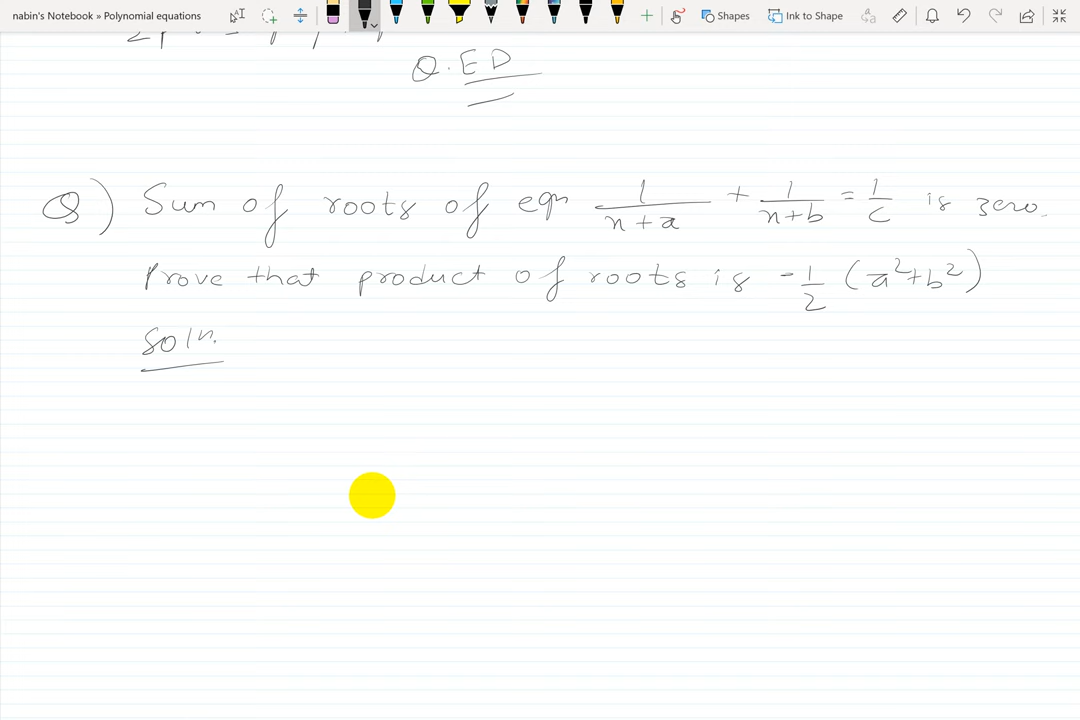 nabin's Notebook » Polynomial equations Shapes Ink to Shape
Q.ED
Q) Sum of roots of eqn 1/(x+a) + 1/(x+b) = 1/c is zero.
Prove that product of roots is -1/2 (a²+b²)
Soln.